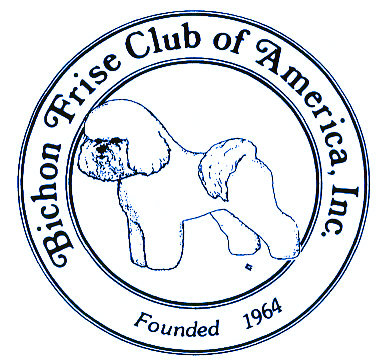 Bichon Frise Club of America, Inc.
Founded 1964